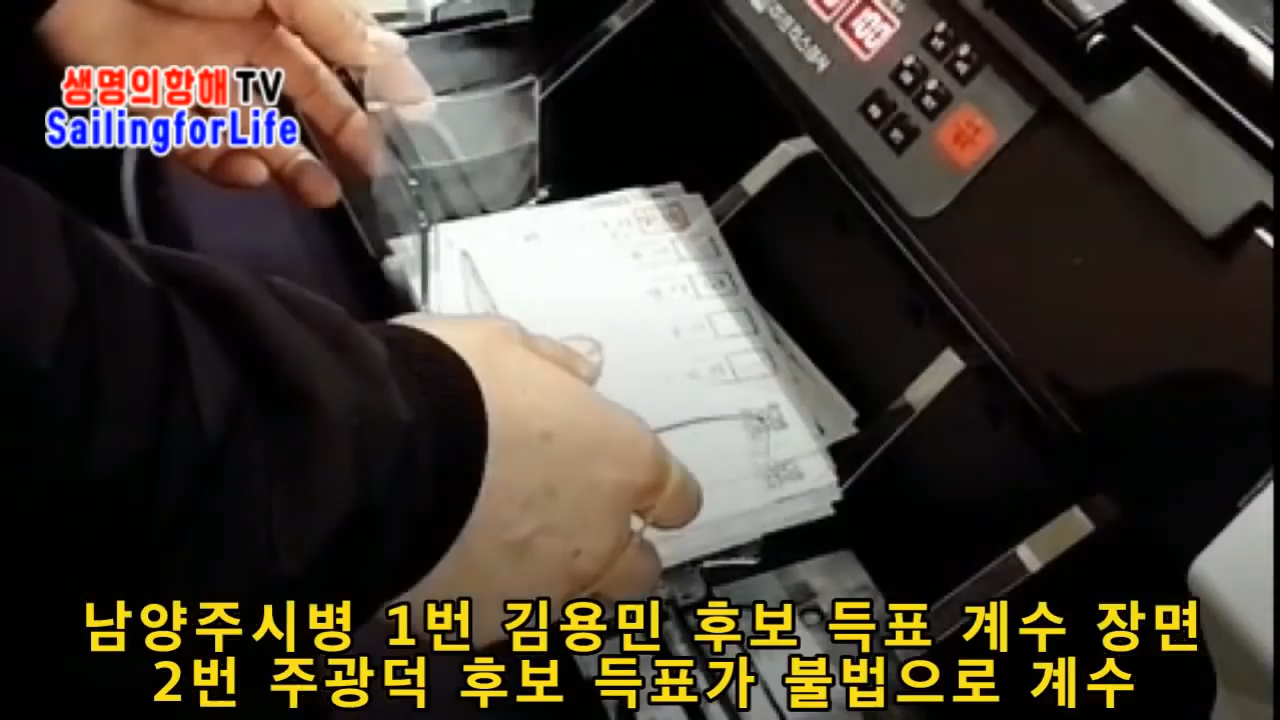 생명의항해 TV
SailingforLife
100
남양주시병 1번 김용민 후보 득표 계수 장면
2번 주광덕 후보 득표가 불법으로 계수